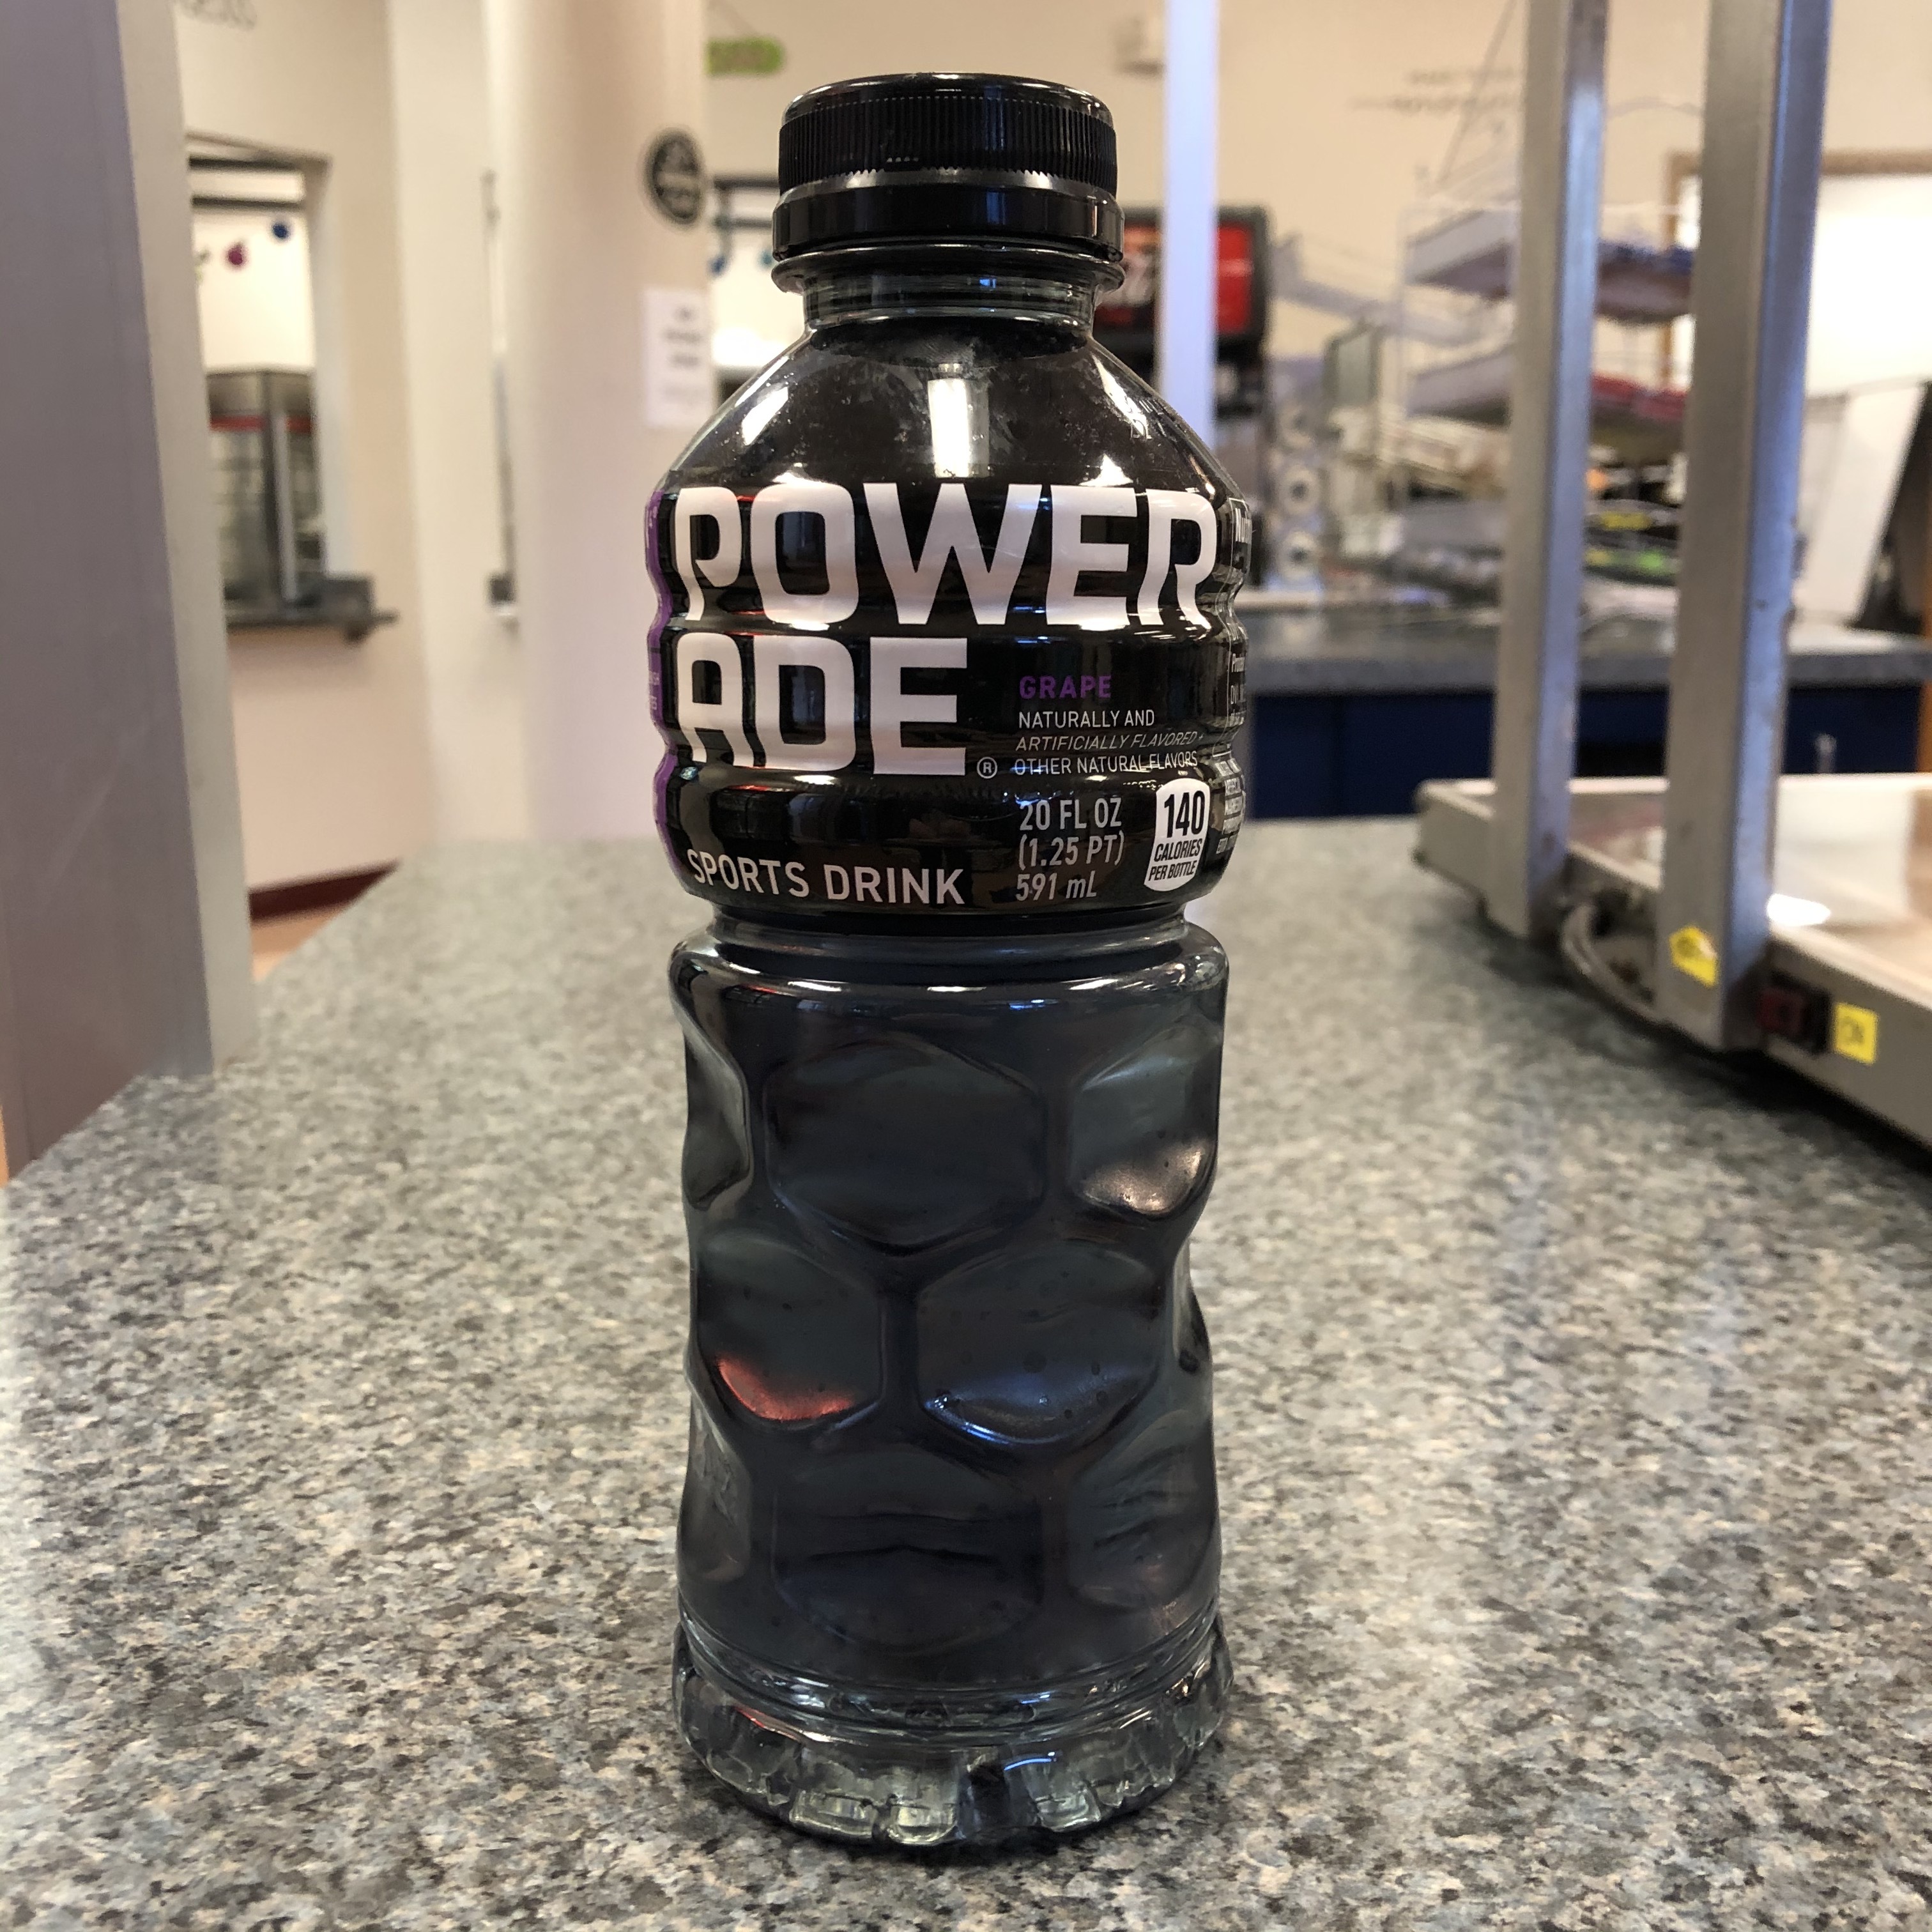 POWER
ADE®
GRAPE
NATURALLY AND
ARTIFICIALLY FLAVORED +
OTHER NATURAL FLAVORS
20 FL OZ
(1.25 PT)
591 mL
140
CALORIES
PER BOTTLE
SPORTS DRINK
ON